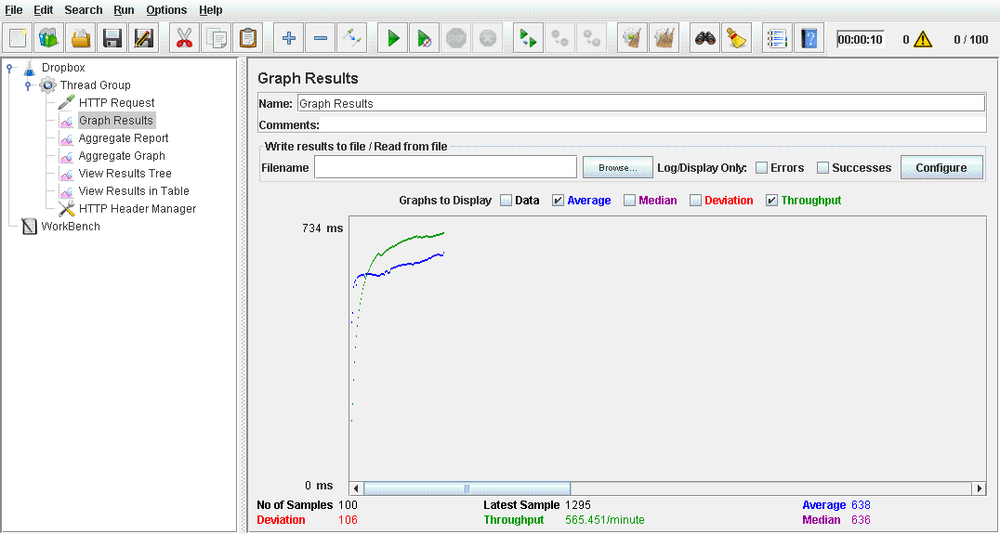 File Edit Search Run Options Help
00:00:10 0 0 / 100
Dropbox
Thread Group
HTTP Request
Graph Results
Aggregate Report
Aggregate Graph
View Results Tree
View Results in Table
HTTP Header Manager
WorkBench
Graph Results
Name: Graph Results
Comments:
Write results to file / Read from file
Filename Browse... Log/Display Only: Errors Successes Configure
Graphs to Display Data Average Median Deviation Throughput
734 ms
0 ms
No of Samples 100 Latest Sample 1295 Average 638
Deviation 106 Throughput 565.451/minute Median 636